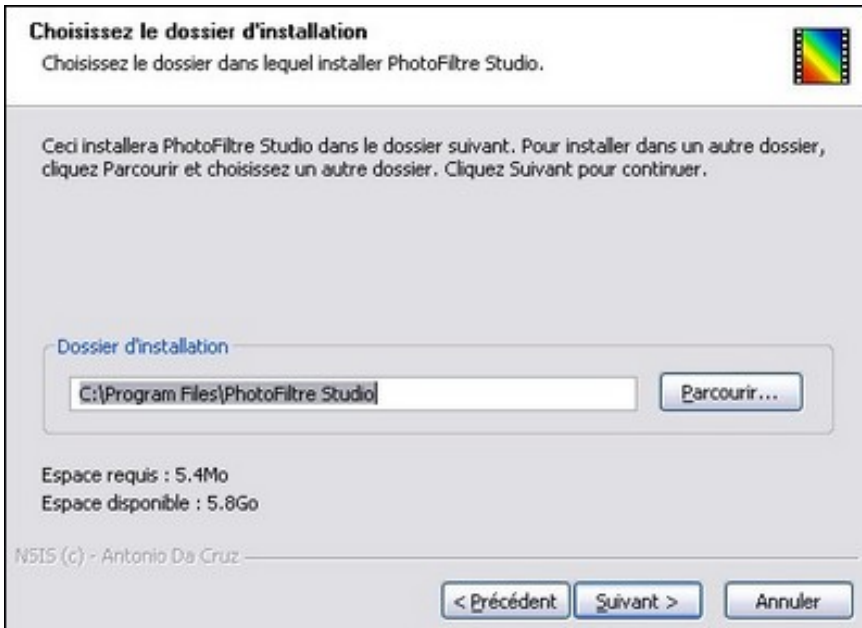 Choisissez le dossier d'installation
Choisissez le dossier dans lequel installer PhotoFiltre Studio.
Ceci installera PhotoFiltre Studio dans le dossier suivant. Pour installer dans un autre dossier,
cliquez Parcourir et choisissez un autre dossier. Cliquez Suivant pour continuer.
Dossier d'installation
C:\Program Files\PhotoFiltre Studio
Parcourir...
Espace requis : 5.4Mo
Espace disponible : 5.8Go
NSIS (c) - Antonio Da Cruz
< Précédent
Suivant >
Annuler